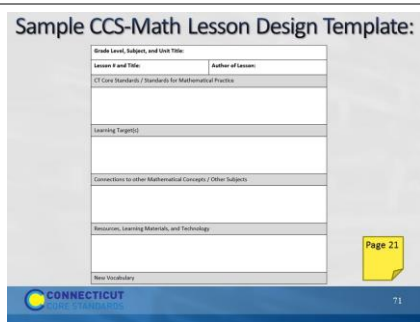 Sample CCS-Math Lesson Design Template:
Grade Level, Subject, and Unit Title:
Lesson # and Title: Author of Lesson:
CT Core Standards / Standards for Mathematical Practice
Learning Target(s)
Connections to other Mathematical Concepts / Other Subjects
Resources, Learning Materials, and Technology
New Vocabulary
Page 21
CONNECTICUT
CORE STANDARDS
71